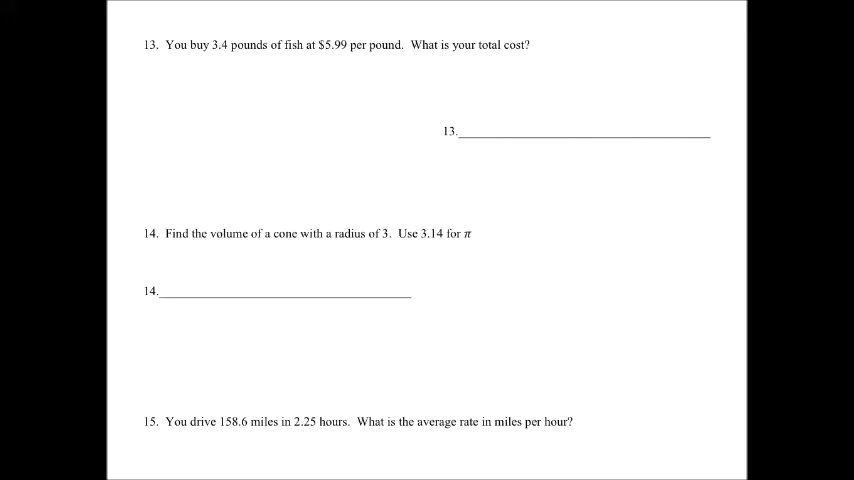 13. You buy 3.4 pounds of fish at $5.99 per pound. What is your total cost?
13.
14. Find the volume of a cone with a radius of 3. Use 3.14 for π
14.
15. You drive 158.6 miles in 2.25 hours. What is the average rate in miles per hour?